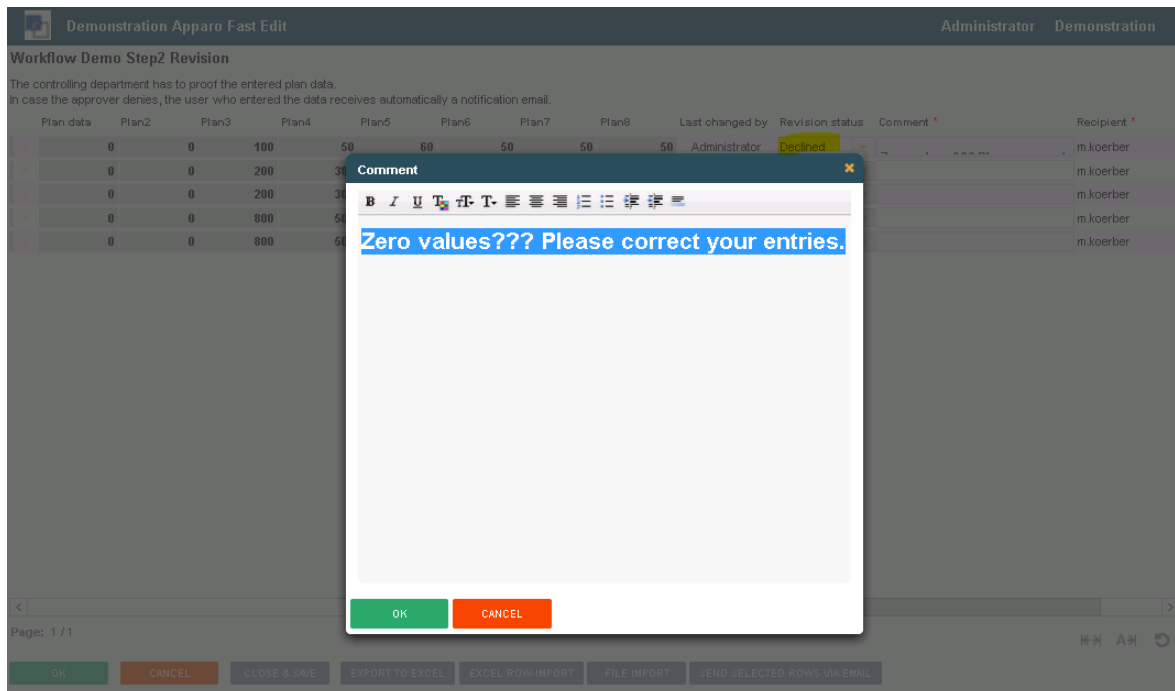 Demonstration Apparo Fast Edit Administrator Demonstration
Workflow Demo Step2 Revision
The controlling department has to proof the entered plan data.
In case the approver denies, the user who entered the data receives automatically a notification email.
Plan data Plan2 Plan3 Plan4 Plan5 Plan6 Plan7 Plan8 Last changed by Revision status Comment * Recipient *
0 0 100 50 60 50 50 50 Administrator Declined m.koerber
0 0 200 m.koerber
0 0 200 m.koerber
0 0 800 m.koerber
0 0 800 m.koerber
Comment
B I U
Zero values??? Please correct your entries.
OK CANCEL
Page: 1 / 1
OK CANCEL CLOSE & SAVE EXPORT TO EXCEL EXCEL ROW IMPORT FILE IMPORT SEND SELECTED ROWS VIA EMAIL